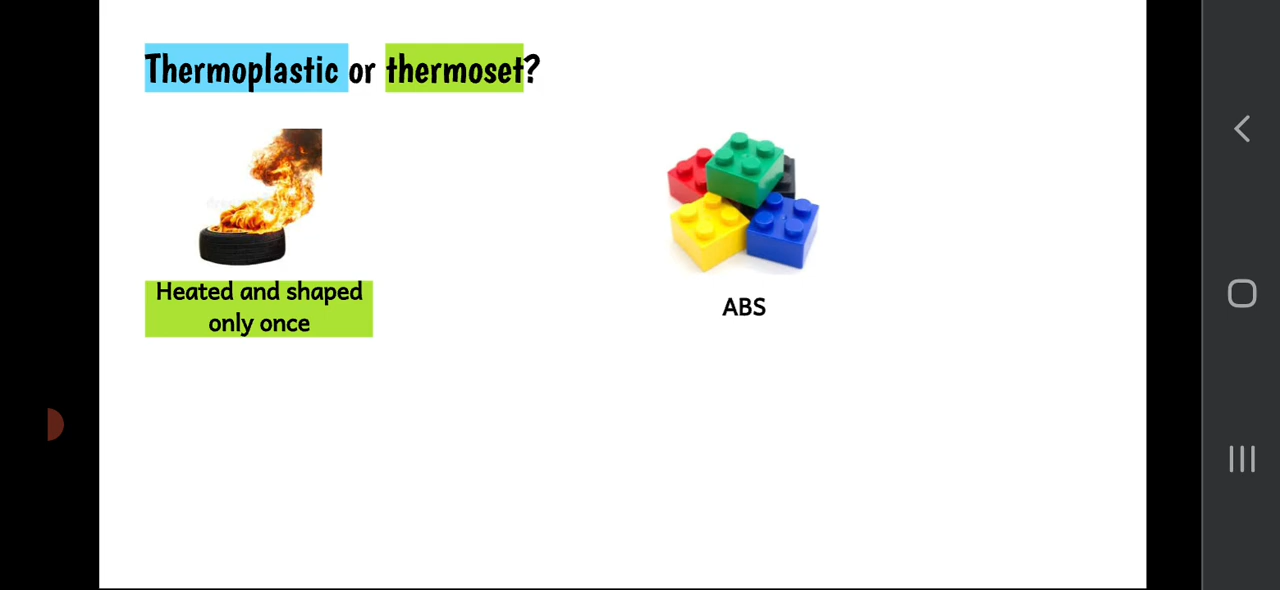 Thermoplastic or thermoset?
Heated and shaped
only once
ABS